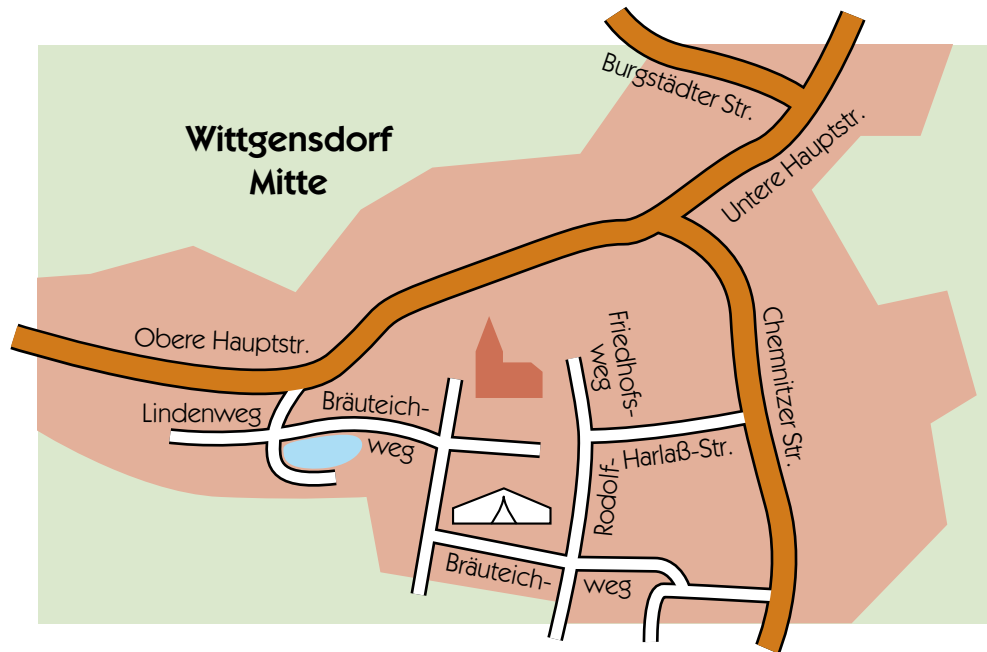 Burgstädter Str.
Wittgensdorf
Mitte
Untere Hauptstr.
Obere Hauptstr.
Friedhofs-
weg
Chemnitzer Str.
Lindenweg
Bräuteich-
weg
Rodolf-
Harlaß-Str.
Bräuteich-
weg